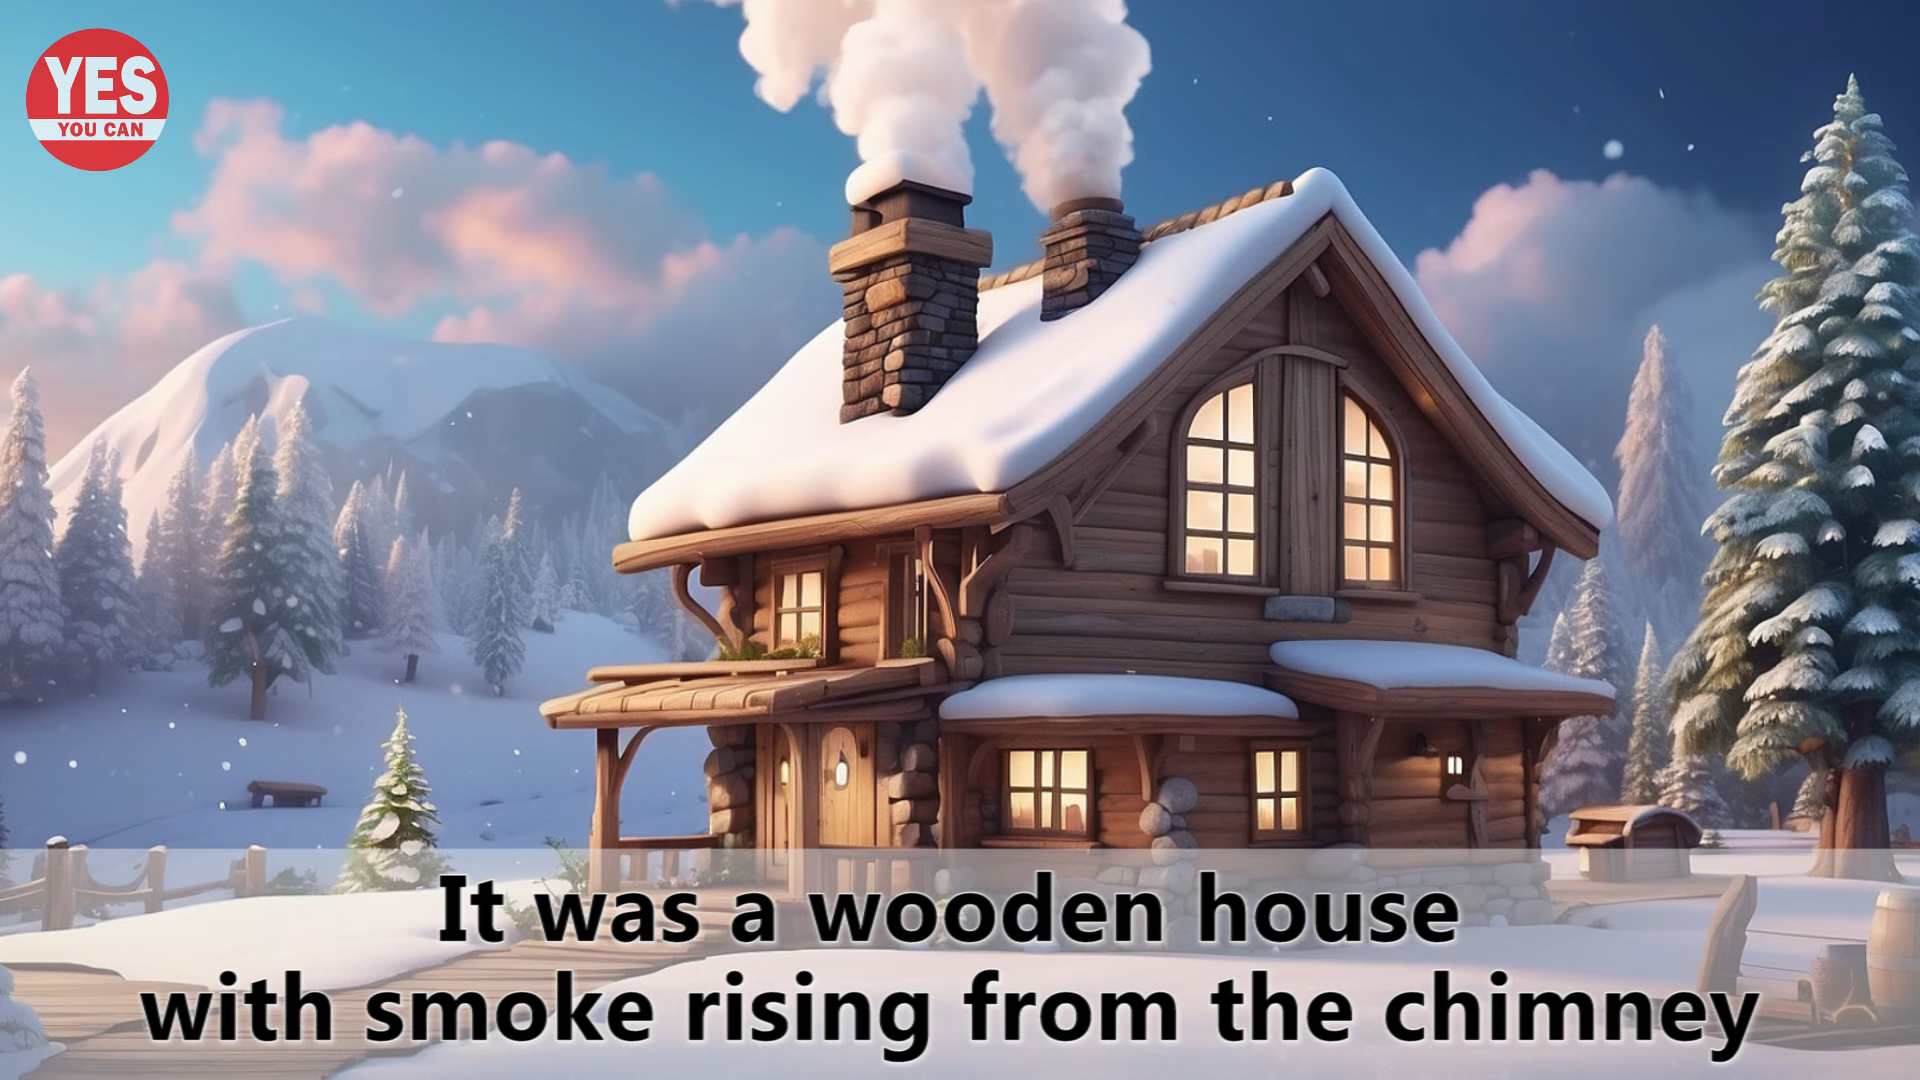 YES
YOU CAN
It was a wooden house
with smoke rising from the chimney